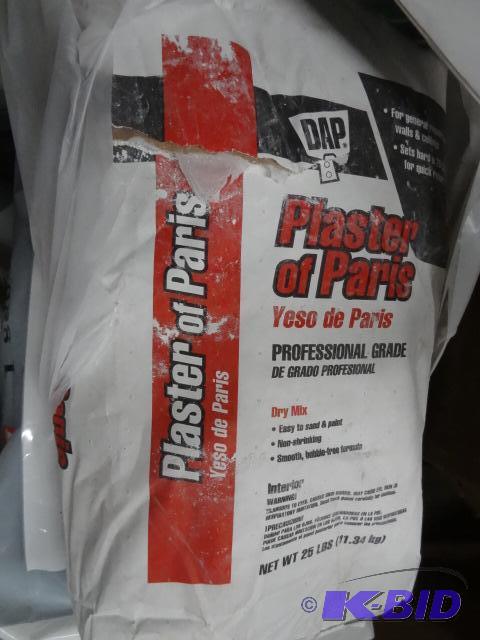 DAP
• For general
walls &
• Sets hard
for quick
Plaster
of Paris
Yeso de Paris
PROFESSIONAL GRADE
DE GRADO PROFESIONAL
Dry Mix
• Easy to sand & paint
• Non-shrinking
• Smooth, bubble-free formula
Interior
WARNING!
¡PRECAUCION!
NET WT 25 LBS (11.34 kg)
Plaster of Paris
Yeso de Paris
© K-BID